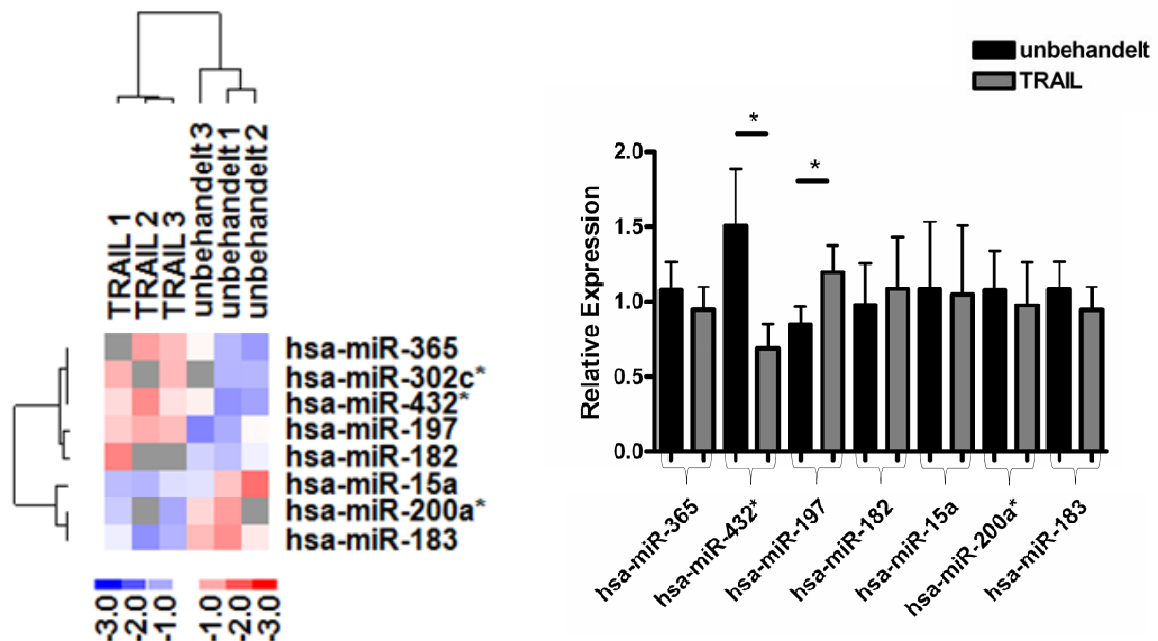 TRAIL 1
TRAIL 2
TRAIL 3
unbehandelt 3
unbehandelt 1
unbehandelt 2
hsa-miR-365
hsa-miR-302c*
hsa-miR-432*
hsa-miR-197
hsa-miR-182
hsa-miR-15a
hsa-miR-200a*
hsa-miR-183
-3.0
-2.0
-1.0
-1.0
-2.0
-3.0
unbehandelt
TRAIL
*
*
Relative Expression
2.0
1.5
1.0
0.5
0.0
hsa-miR-365
hsa-miR-432*
hsa-miR-197
hsa-miR-182
hsa-miR-15a
hsa-miR-200a*
hsa-miR-183